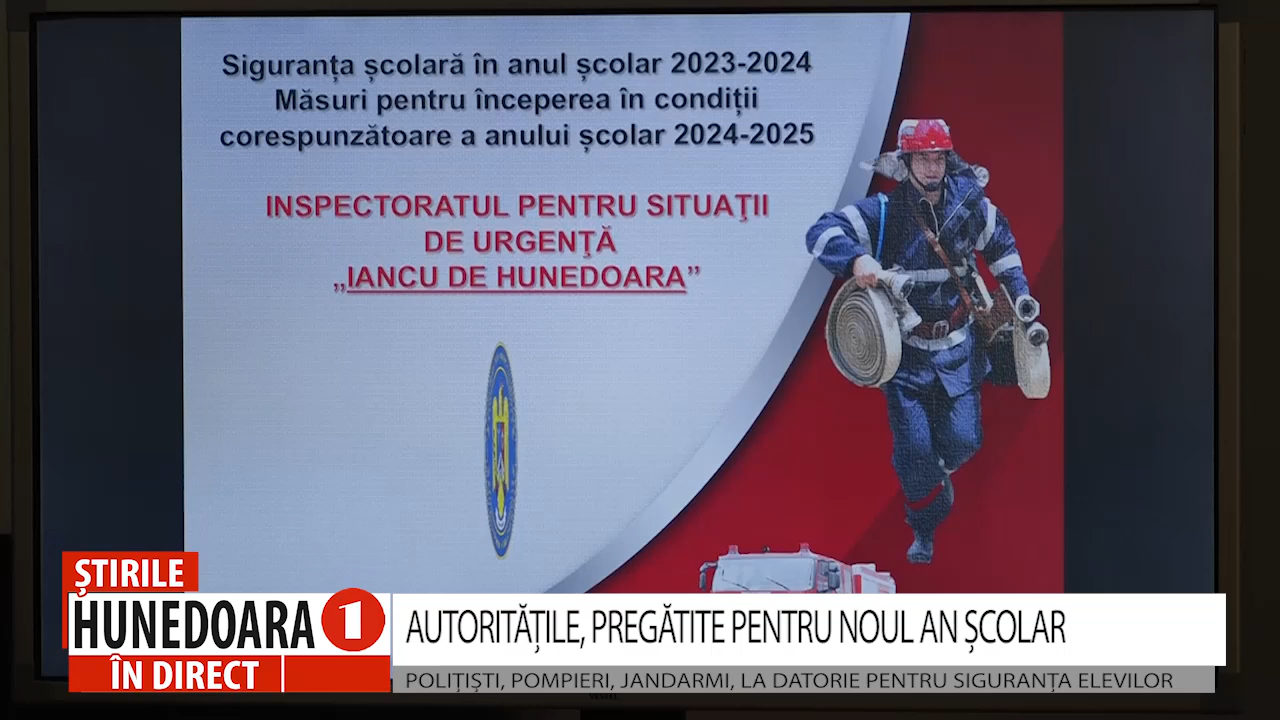 Siguranța școlară în anul școlar 2023-2024
Măsuri pentru începerea în condiții
corespunzătoare a anului școlar 2024-2025
INSPECTORATUL PENTRU SITUAŢII
DE URGENŢĂ
„IANCU DE HUNEDOARA”
ȘTIRILE
HUNEDOARA 1
ÎN DIRECT
AUTORITĂȚILE, PREGĂTITE PENTRU NOUL AN ȘCOLAR
POLIȚIȘTI, POMPIERI, JANDARMI, LA DATORIE PENTRU SIGURANȚA ELEVILOR